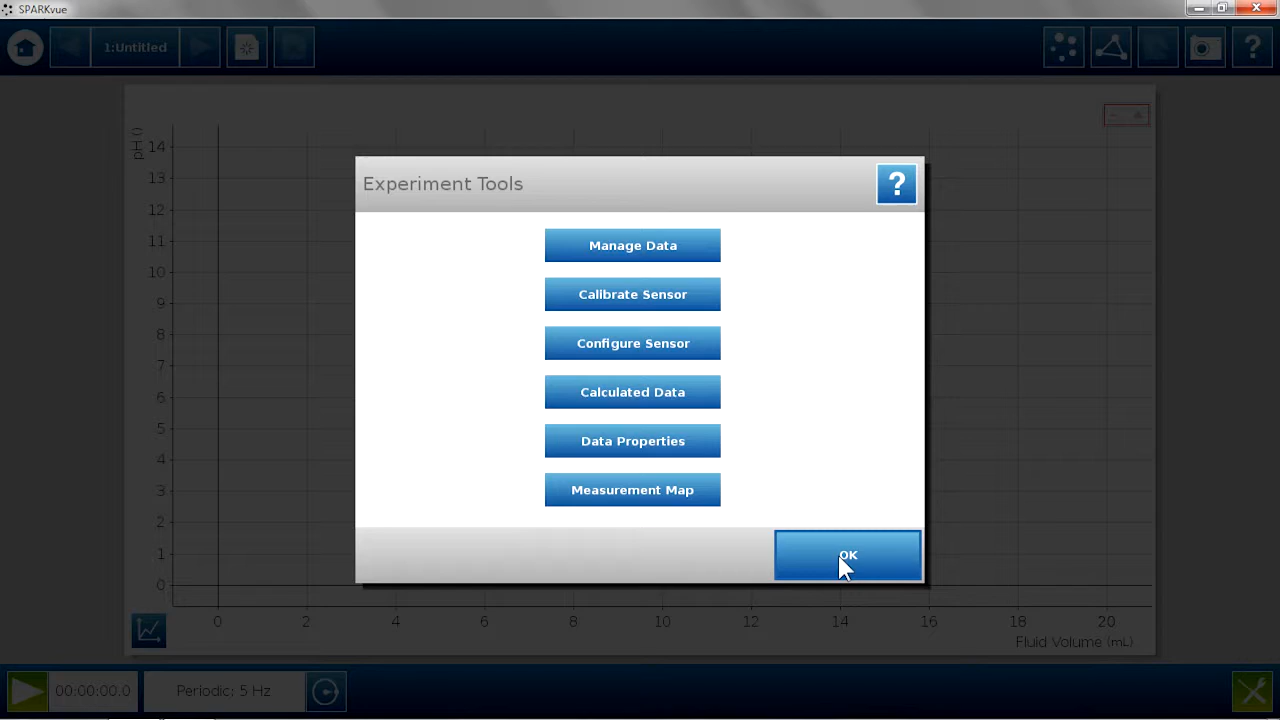 SPARKvue
1:Untitled
?
pH ()
14
13
12
11
10
9
8
7
6
5
4
3
2
1
0
Experiment Tools
?
Manage Data
Calibrate Sensor
Configure Sensor
Calculated Data
Data Properties
Measurement Map
OK
0 2 4 6 8 10 12 14 16 18 20
Fluid Volume (mL)
00:00:00.0
Periodic: 5 Hz